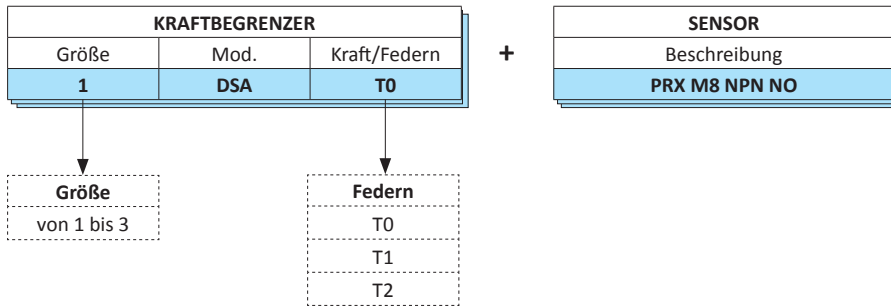 KRAFTBEGRENZER
Größe Mod. Kraft/Federn
1 DSA T0
+
SENSOR
Beschreibung
PRX M8 NPN NO
Größe
von 1 bis 3
Federn
T0
T1
T2